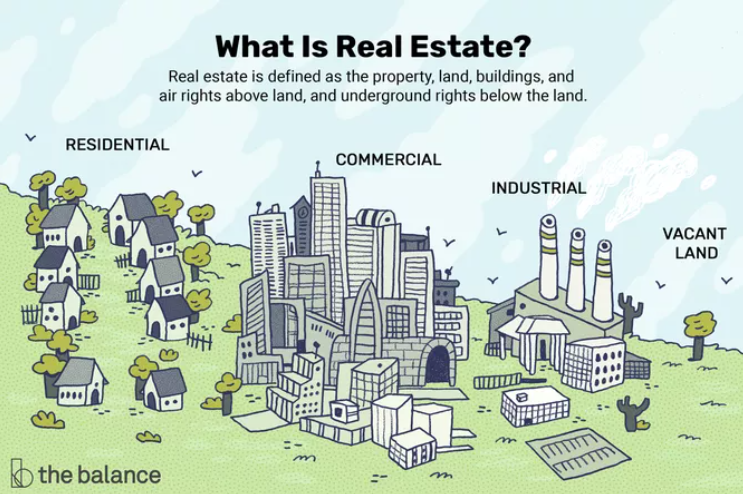 What Is Real Estate?
Real estate is defined as the property, land, buildings, and
air rights above land, and underground rights below the land.
RESIDENTIAL
COMMERCIAL
INDUSTRIAL
VACANT
LAND
the balance